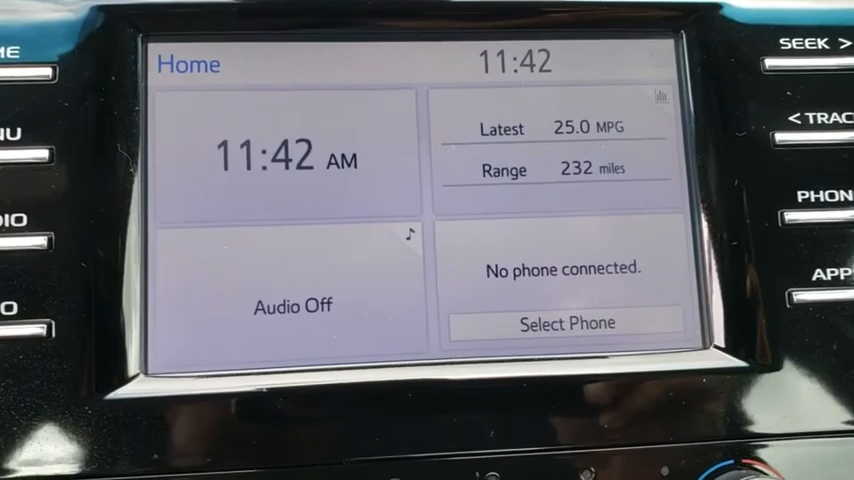 Home 11:42
11:42 AM
Latest 25.0 MPG
Range 232 miles
Audio Off
No phone connected.
Select Phone
SEEK >
< TRAC
PHON
APP